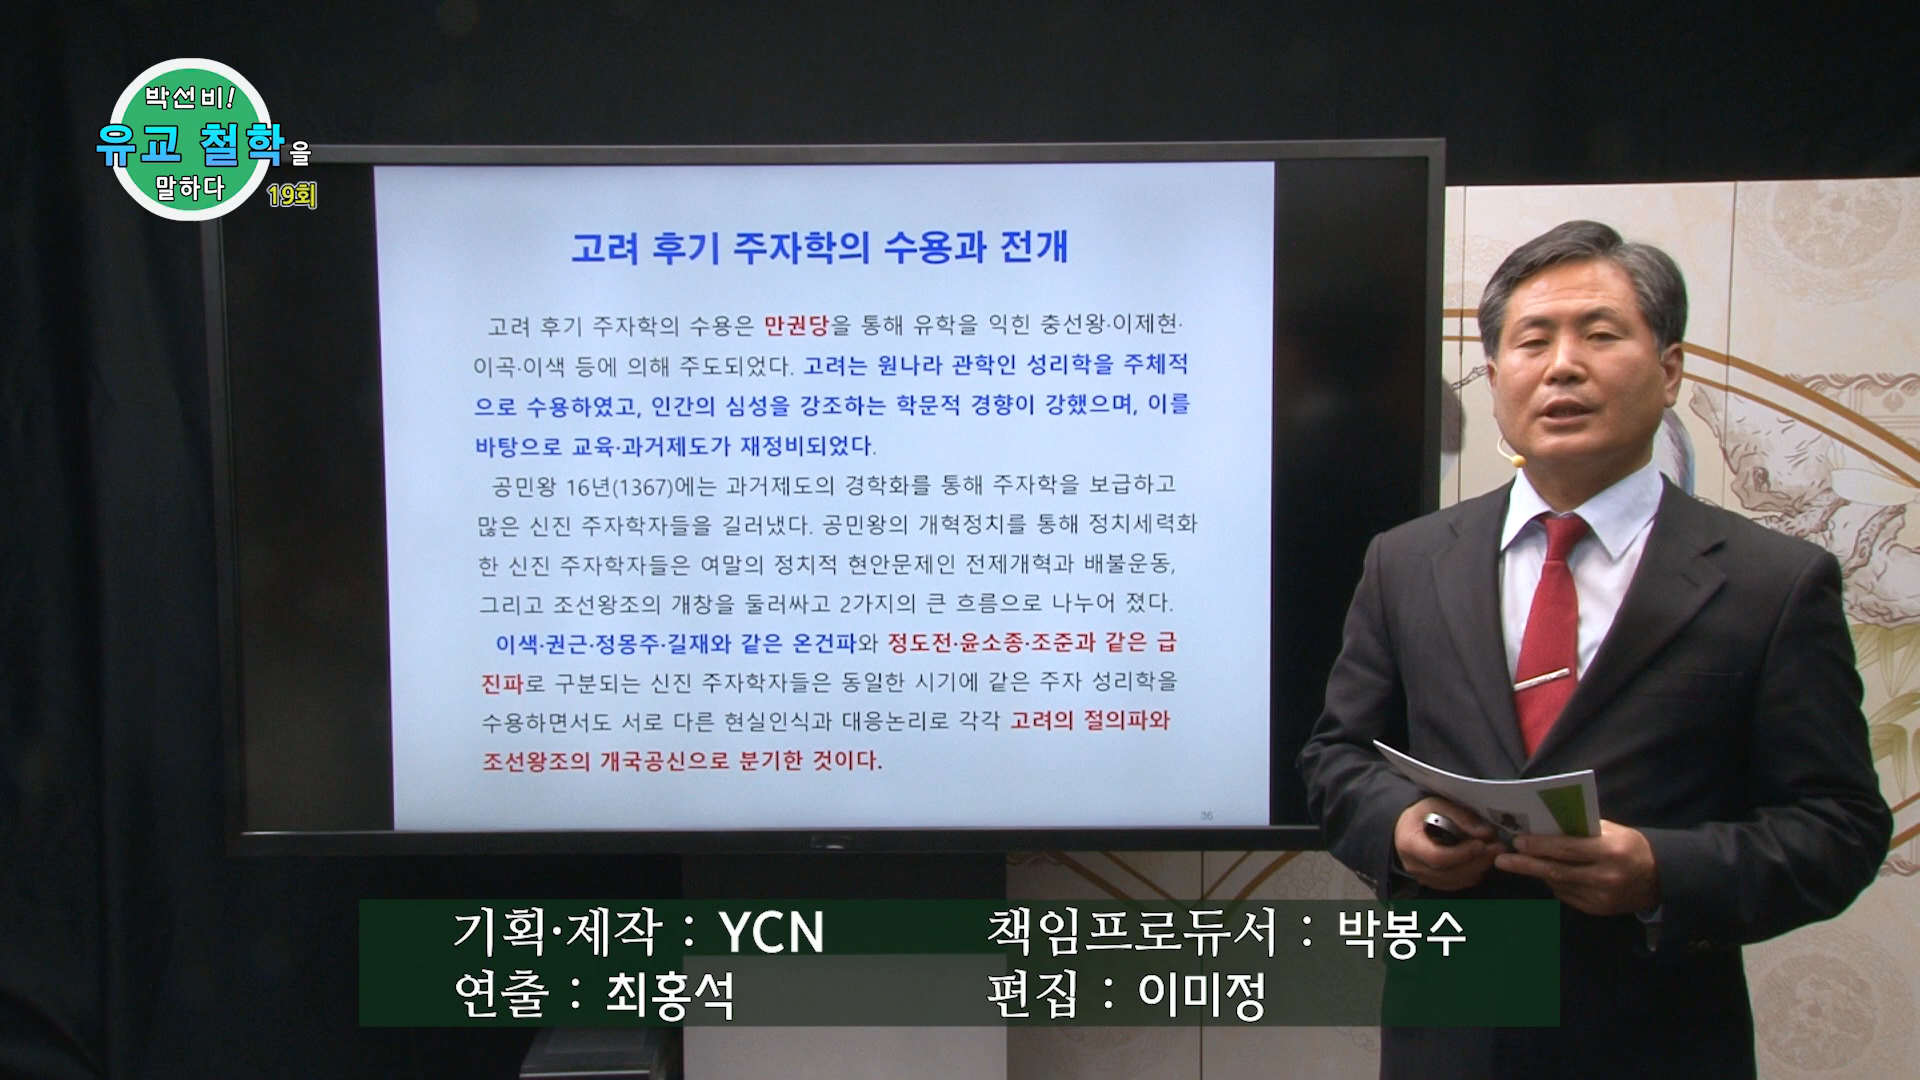 박선비!
유교 철학을
말하다
19회
고려 후기 주자학의 수용과 전개
고려 후기 주자학의 수용은 만권당을 통해 유학을 익힌 충선왕·이제현·
이곡·이색 등에 의해 주도되었다. 고려는 원나라 관학인 성리학을 주체적
으로 수용하였고, 인간의 심성을 강조하는 학문적 경향이 강했으며, 이를
바탕으로 교육·과거제도가 재정비되었다.
공민왕 16년(1367)에는 과거제도의 경학화를 통해 주자학을 보급하고
많은 신진 주자학자들을 길러냈다. 공민왕의 개혁정치를 통해 정치세력화
한 신진 주자학자들은 여말의 정치적 현안문제인 전제개혁과 배불운동,
그리고 조선왕조의 개창을 둘러싸고 2가지의 큰 흐름으로 나누어 졌다.
이색·권근·정몽주·길재와 같은 온건파와 정도전·윤소종·조준과 같은 급
진파로 구분되는 신진 주자학자들은 동일한 시기에 같은 주자 성리학을
수용하면서도 서로 다른 현실인식과 대응논리로 각각 고려의 절의파와
조선왕조의 개국공신으로 분기한 것이다.
36
기획·제작 : YCN 책임프로듀서 : 박봉수
연출 : 최홍석 편집 : 이미정